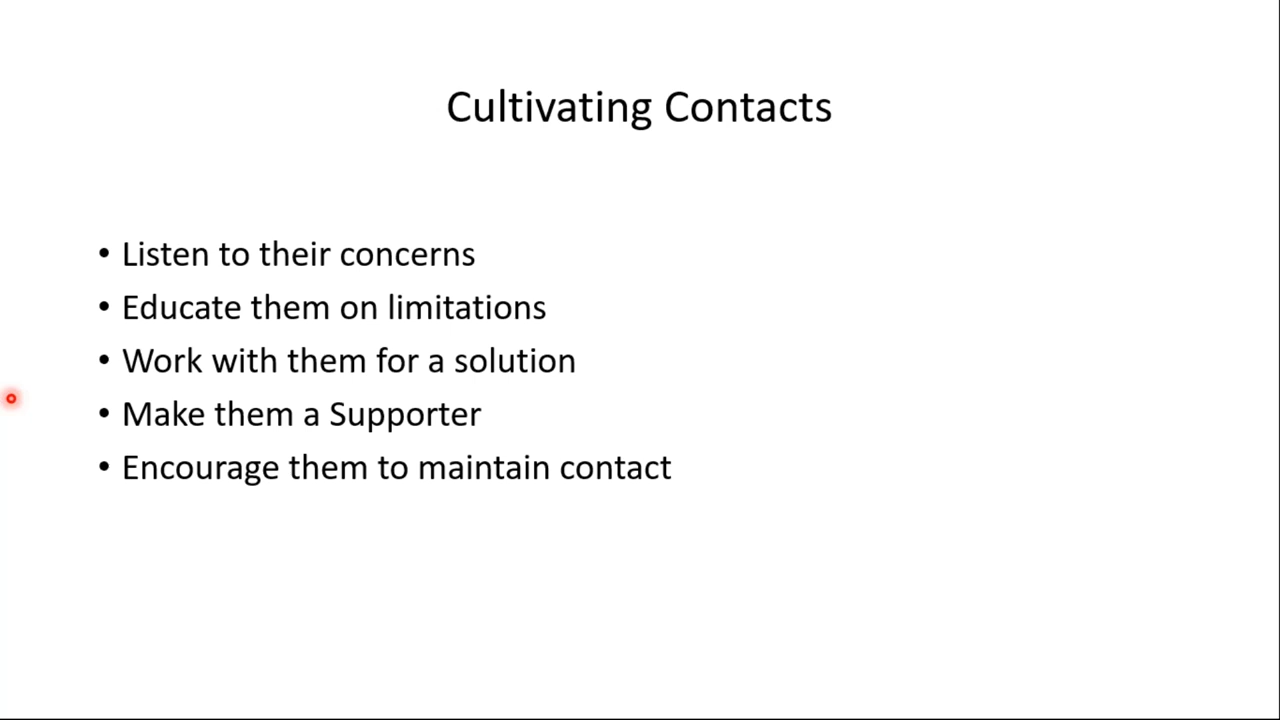 Cultivating Contacts
• Listen to their concerns
• Educate them on limitations
• Work with them for a solution
• Make them a Supporter
• Encourage them to maintain contact